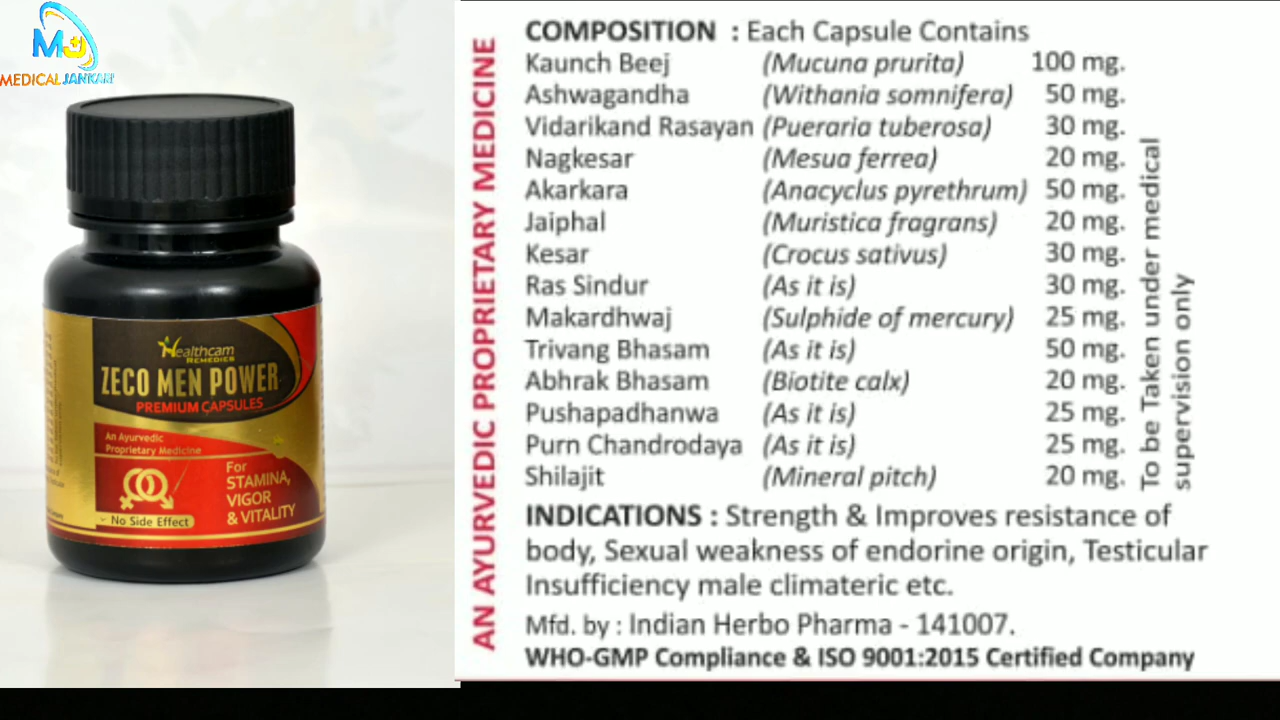 MJ
MEDICALJANKARI
Healthcam
REMEDIES
ZECO MEN POWER
PREMIUM CAPSULES
An Ayurvedic
Proprietary Medicine
For
STAMINA,
VIGOR
& VITALITY
No Side Effect
AN AYURVEDIC PROPRIETARY MEDICINE
COMPOSITION : Each Capsule Contains
Kaunch Beej (Mucuna prurita) 100 mg.
Ashwagandha (Withania somnifera) 50 mg.
Vidarikand Rasayan (Pueraria tuberosa) 30 mg.
Nagkesar (Mesua ferrea) 20 mg.
Akarkara (Anacyclus pyrethrum) 50 mg.
Jaiphal (Muristica fragrans) 20 mg.
Kesar (Crocus sativus) 30 mg.
Ras Sindur (As it is) 30 mg.
Makardhwaj (Sulphide of mercury) 25 mg.
Trivang Bhasam (As it is) 50 mg.
Abhrak Bhasam (Biotite calx) 20 mg.
Pushapadhanwa (As it is) 25 mg.
Purn Chandrodaya (As it is) 25 mg.
Shilajit (Mineral pitch) 20 mg.
To be Taken under medical
supervision only
INDICATIONS : Strength & Improves resistance of
body, Sexual weakness of endorine origin, Testicular
Insufficiency male climateric etc.
Mfd. by : Indian Herbo Pharma - 141007.
WHO-GMP Compliance & ISO 9001:2015 Certified Company